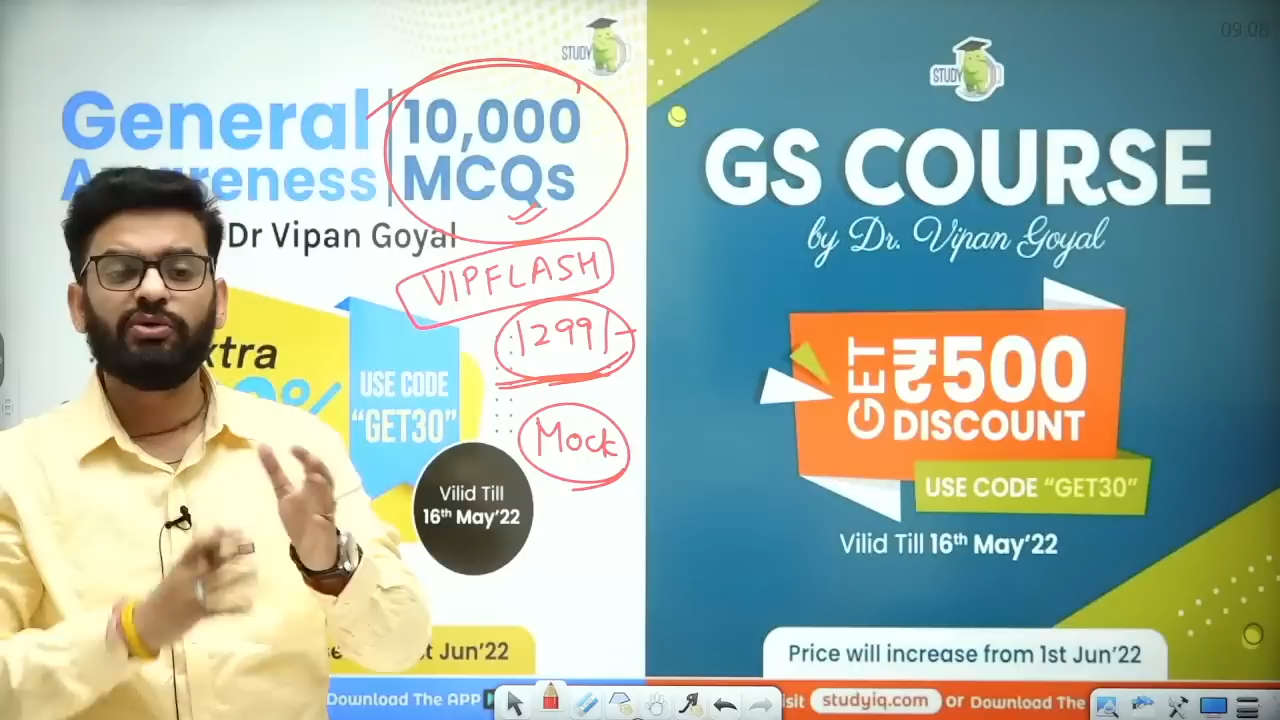 09:08
STUDY
General
Awareness
10,000
MCQs
Dr Vipan Goyal
VIPFLASH
1299/-
Mock
USE CODE
"GET30"
Vilid Till
16th May'22
Jun'22
Download The APP
STUDY
GS COURSE
by Dr. Vipan Goyal
GET ₹500
DISCOUNT
USE CODE "GET30"
Vilid Till 16th May'22
Price will increase from 1st Jun'22
studyiq.com or Download The